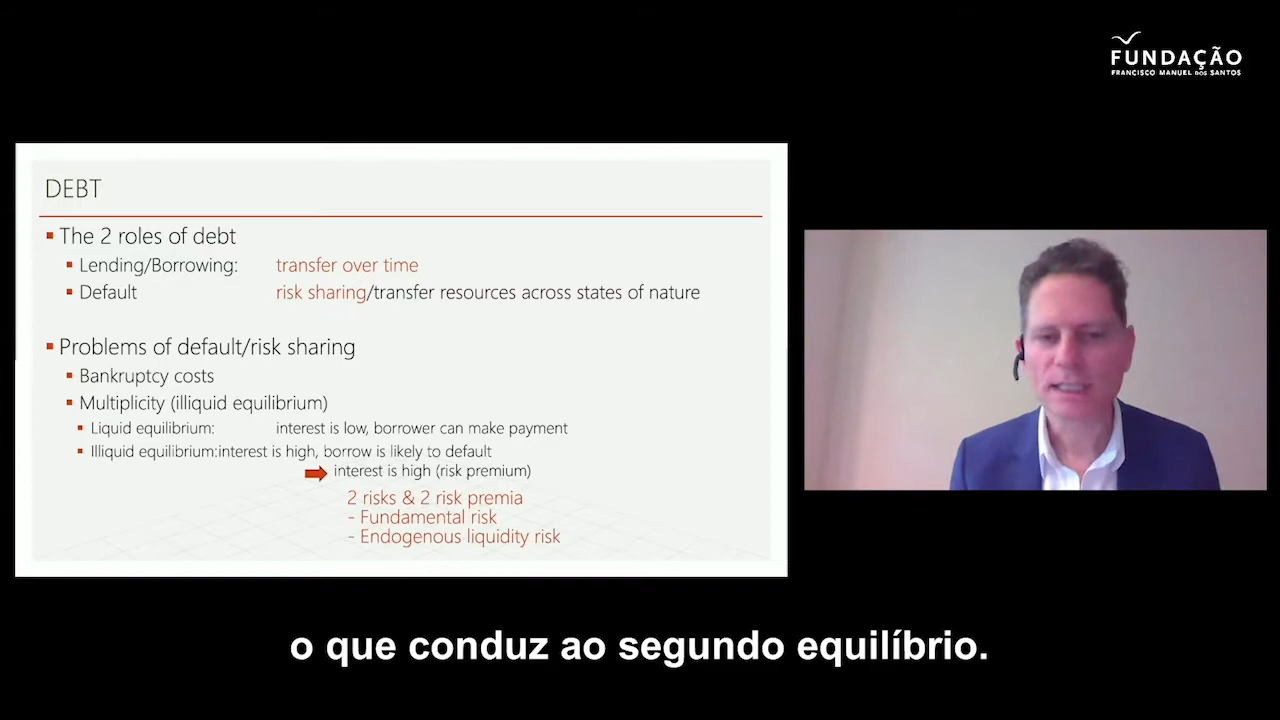 FUNDAÇÃO
FRANCISCO MANUEL DOS SANTOS
DEBT
The 2 roles of debt
Lending/Borrowing: transfer over time
Default risk sharing/transfer resources across states of nature
Problems of default/risk sharing
Bankruptcy costs
Multiplicity (illiquid equilibrium)
Liquid equilibrium: interest is low, borrower can make payment
Illiquid equilibrium:interest is high, borrow is likely to default
interest is high (risk premium)
2 risks & 2 risk premia
- Fundamental risk
- Endogenous liquidity risk
o que conduz ao segundo equilíbrio.